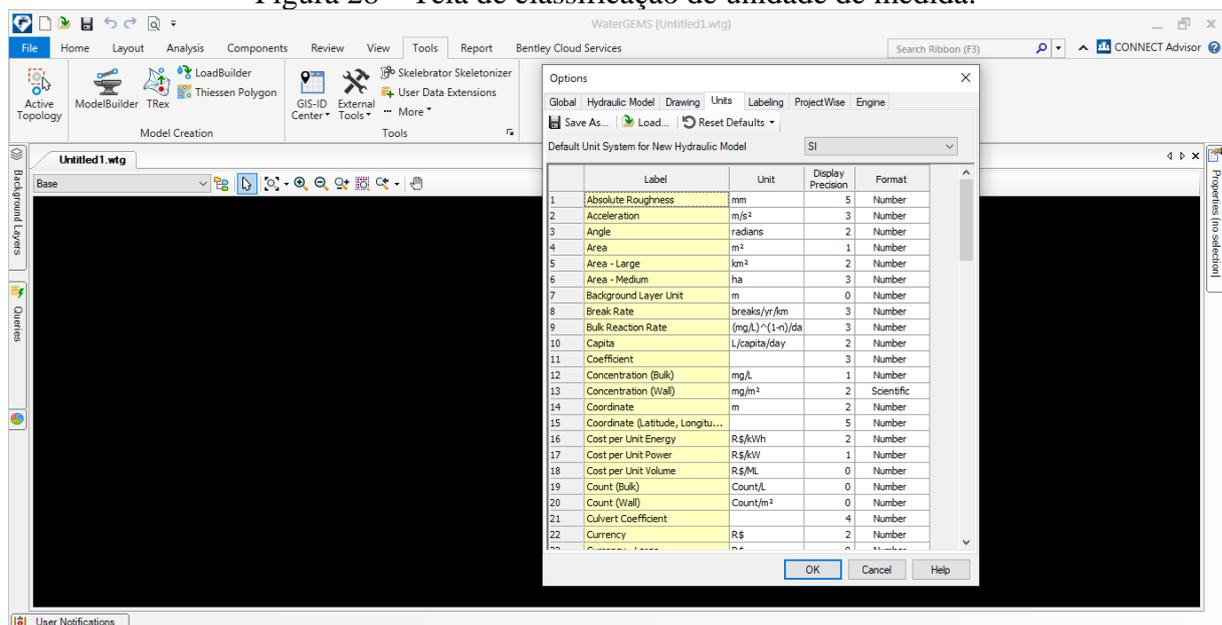 Figura 28 – Tela de classificação de unidade de medida.
WaterGEMS [Untitled1.wtg]
File Home Layout Analysis Components Review View Tools Report Bentley Cloud Services Search Ribbon (F3) CONNECT Advisor
Active Topology
ModelBuilder
TRex
LoadBuilder
Thiessen Polygon
Model Creation
GIS-ID Center
External Tools
Skelebrator Skeletonizer
User Data Extensions
More
Tools
Untitled1.wtg
Base
Background Layers
Queries
Properties (no selection)
User Notifications
Options
Global Hydraulic Model Drawing Units Labeling ProjectWise Engine
Save As... Load... Reset Defaults
Default Unit System for New Hydraulic Model SI
Label Unit Display Precision Format
1 Absolute Roughness mm 5 Number
2 Acceleration m/s² 3 Number
3 Angle radians 2 Number
4 Area m² 1 Number
5 Area - Large km² 2 Number
6 Area - Medium ha 3 Number
7 Background Layer Unit m 0 Number
8 Break Rate breaks/yr/km 3 Number
9 Bulk Reaction Rate (mg/L)^(1-n)/da 3 Number
10 Capita L/capita/day 2 Number
11 Coefficient 3 Number
12 Concentration (Bulk) mg/L 1 Number
13 Concentration (Wall) mg/m² 2 Scientific
14 Coordinate m 2 Number
15 Coordinate (Latitude, Longitu... 5 Number
16 Cost per Unit Energy R$/kWh 2 Number
17 Cost per Unit Power R$/kW 1 Number
18 Cost per Unit Volume R$/ML 0 Number
19 Count (Bulk) Count/L 0 Number
20 Count (Wall) Count/m² 0 Number
21 Culvert Coefficient 4 Number
22 Currency R$ 2 Number
OK Cancel Help